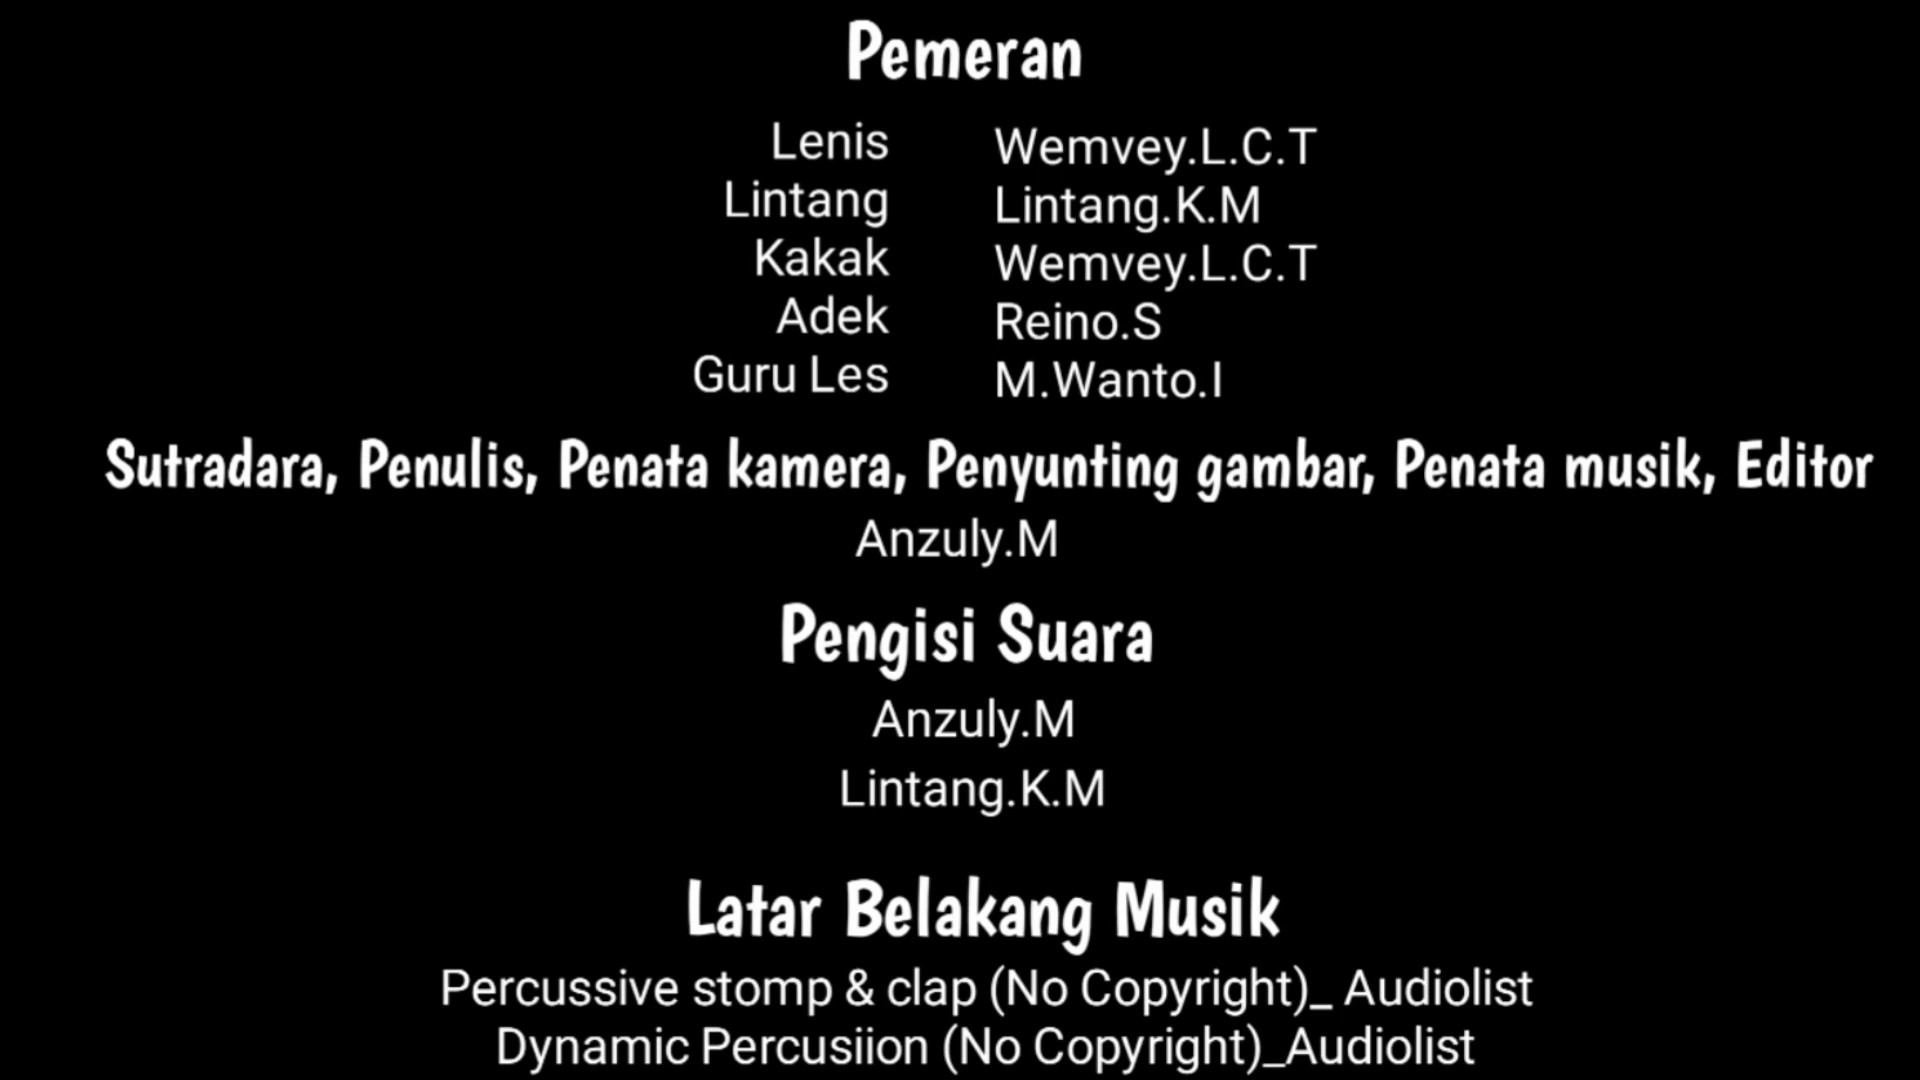 Pemeran
Lenis Wemvey.L.C.T
Lintang Lintang.K.M
Kakak Wemvey.L.C.T
Adek Reino.S
Guru Les M.Wanto.I
Sutradara, Penulis, Penata kamera, Penyunting gambar, Penata musik, Editor
Anzuly.M
Pengisi Suara
Anzuly.M
Lintang.K.M
Latar Belakang Musik
Percussive stomp & clap (No Copyright)_ Audiolist
Dynamic Percusiion (No Copyright)_Audiolist